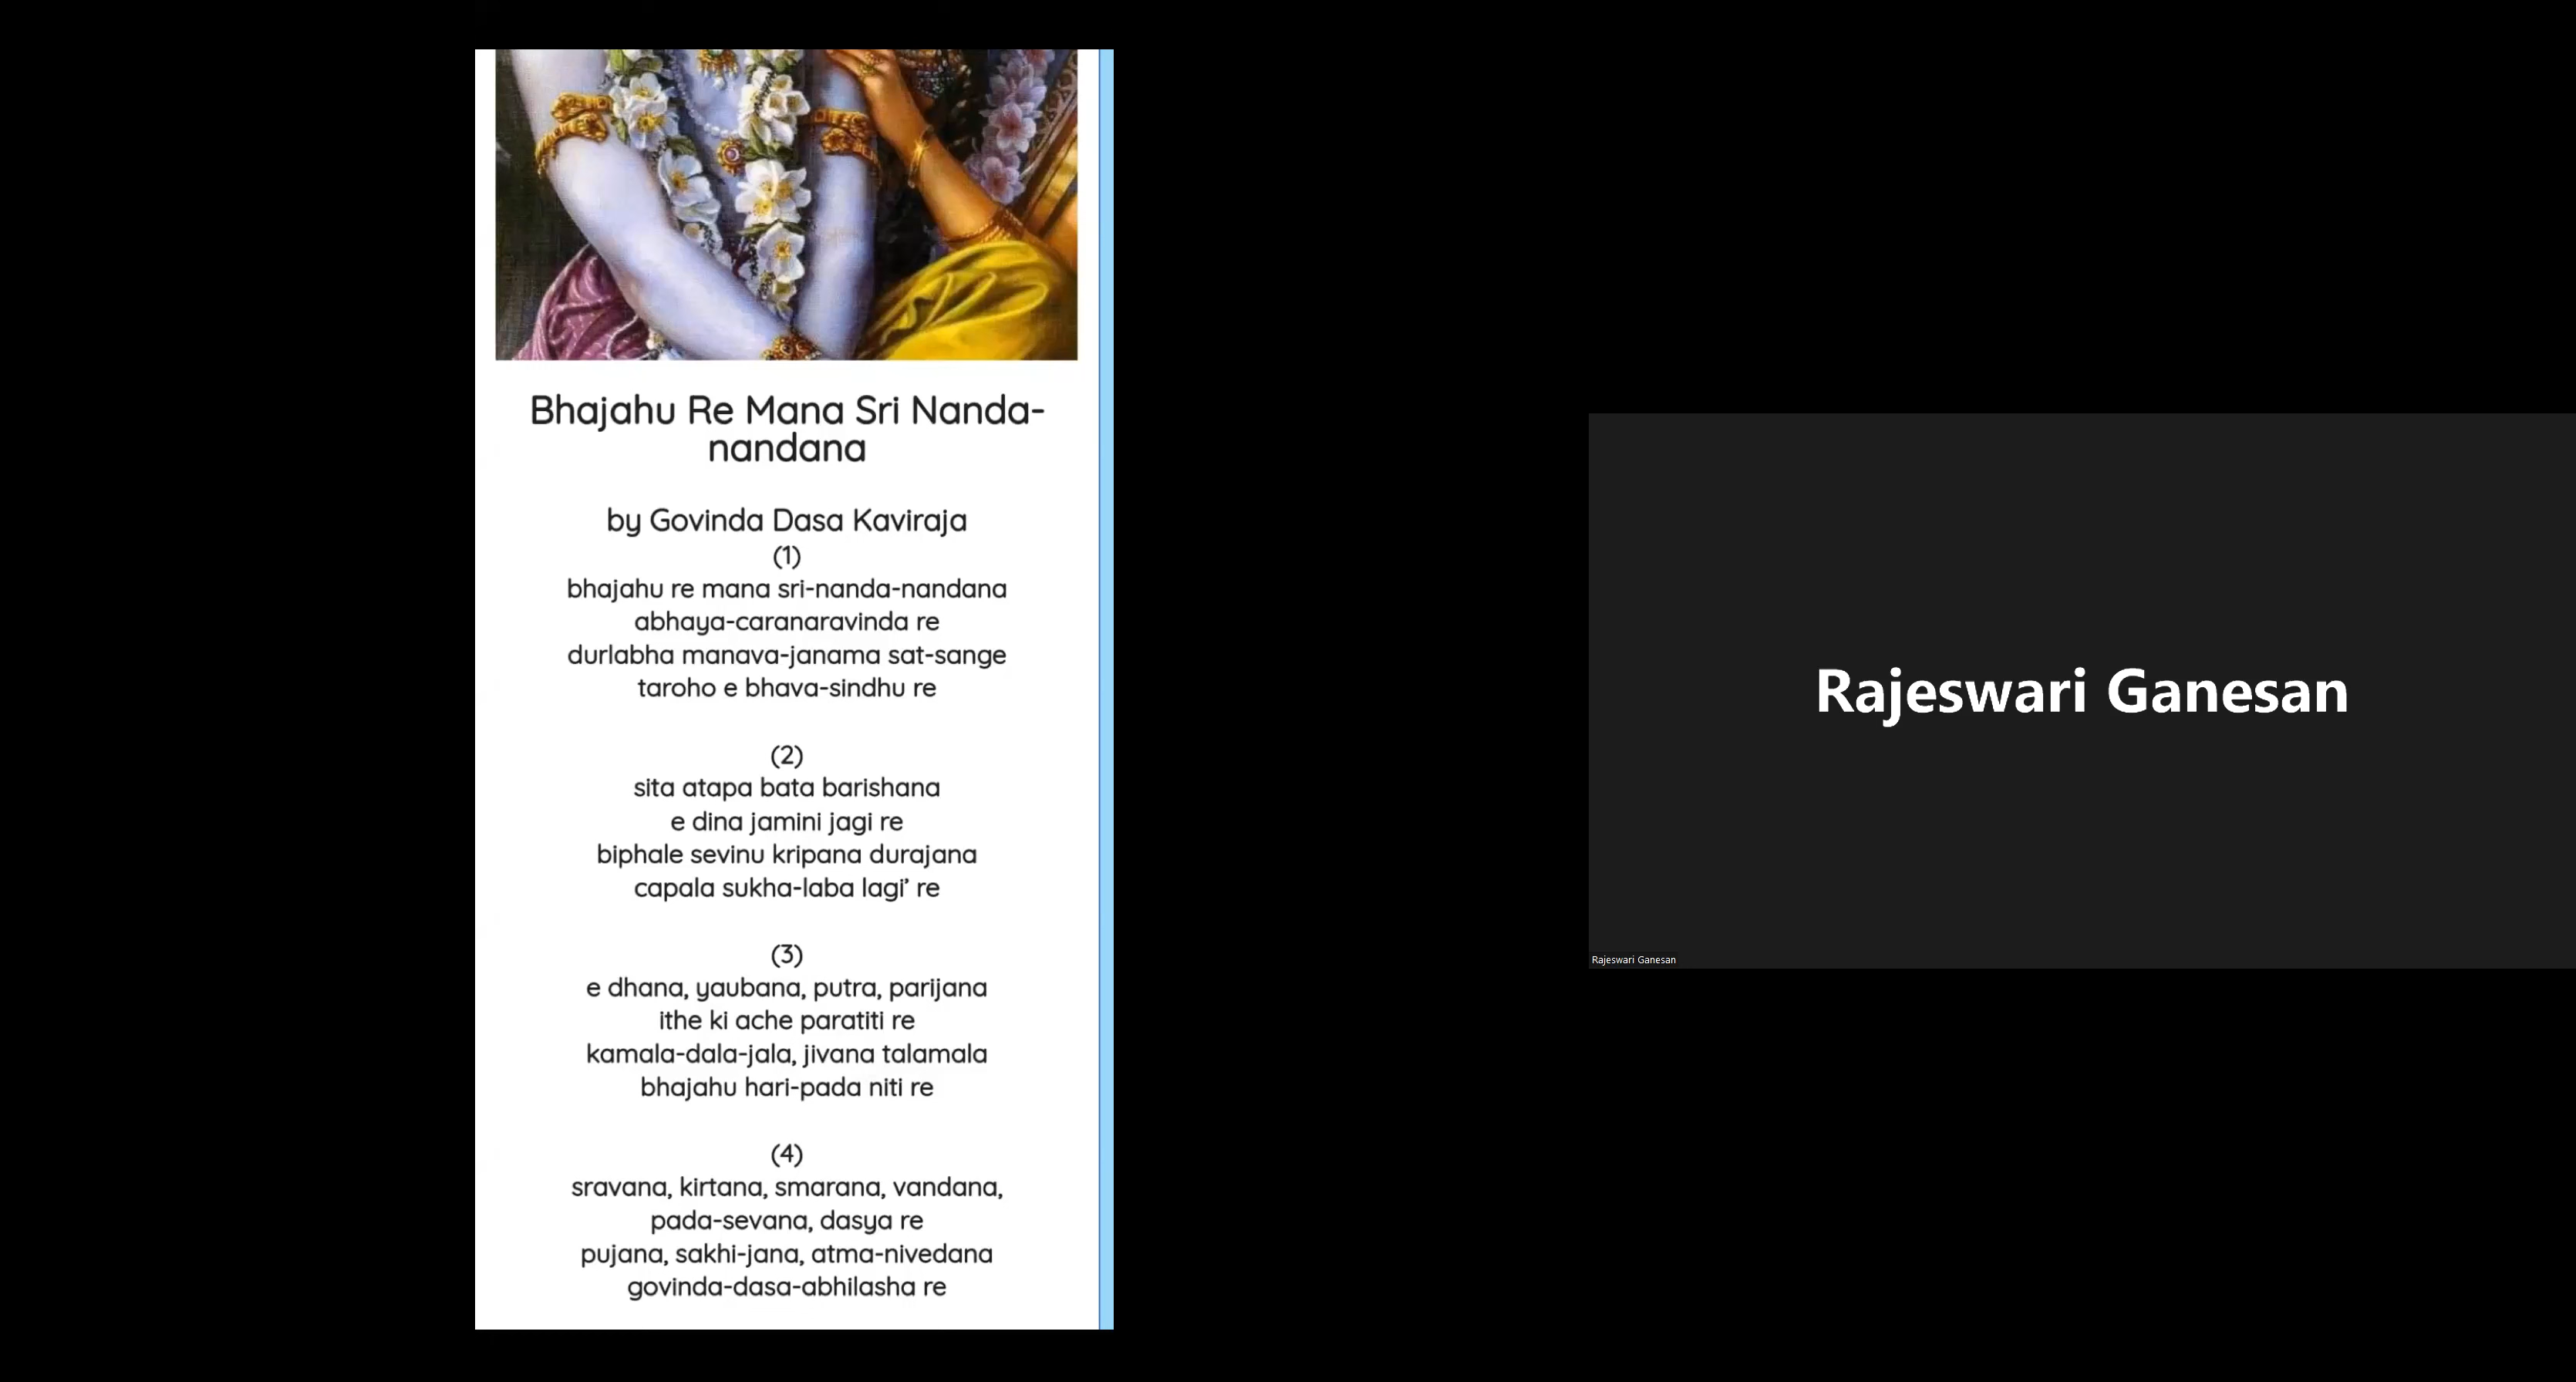 Bhajahu Re Mana Sri Nanda-
nandana
by Govinda Dasa Kaviraja
(1)
bhajahu re mana sri-nanda-nandana
abhaya-caranaravinda re
durlabha manava-janama sat-sange
taroho e bhava-sindhu re
(2)
sita atapa bata barishana
e dina jamini jagi re
biphale sevinu kripana durajana
capala sukha-laba lagi’ re
(3)
e dhana, yaubana, putra, parijana
ithe ki ache paratiti re
kamala-dala-jala, jivana talamala
bhajahu hari-pada niti re
(4)
sravana, kirtana, smarana, vandana,
pada-sevana, dasya re
pujana, sakhi-jana, atma-nivedana
govinda-dasa-abhilasha re
Rajeswari Ganesan
Rajeswari Ganesan